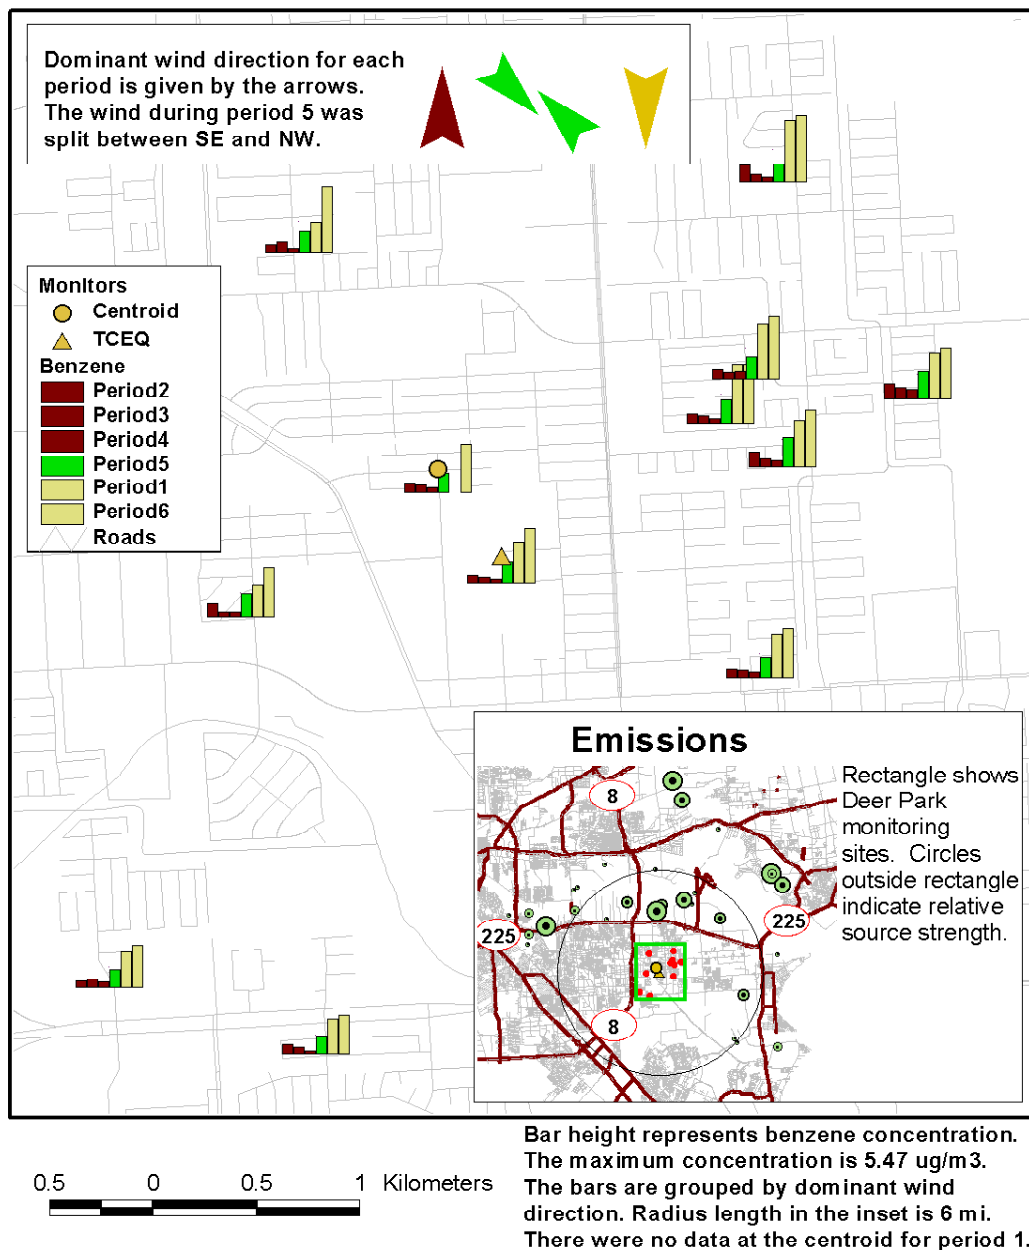 Dominant wind direction for each
period is given by the arrows.
The wind during period 5 was
split between SE and NW.
Monitors
Centroid
TCEQ
Benzene
Period2
Period3
Period4
Period5
Period1
Period6
Roads
Emissions
8
225
225
8
Rectangle shows
Deer Park
monitoring
sites. Circles
outside rectangle
indicate relative
source strength.
0.5 0 0.5 1 Kilometers
Bar height represents benzene concentration.
The maximum concentration is 5.47 ug/m3.
The bars are grouped by dominant wind
direction. Radius length in the inset is 6 mi.
There were no data at the centroid for period 1.